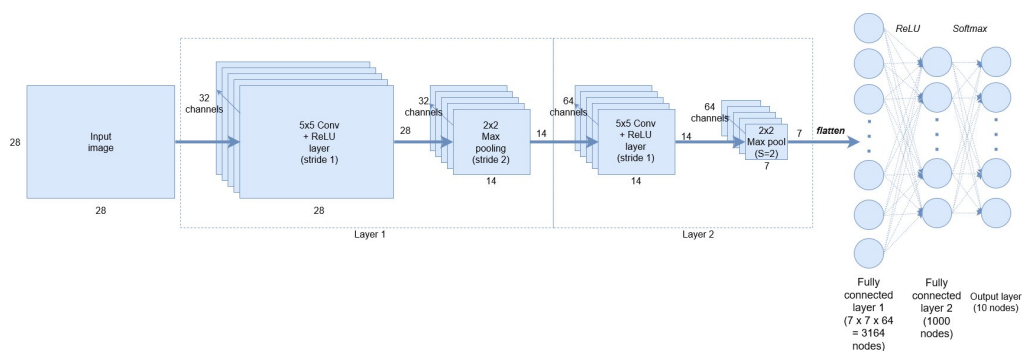 ReLU
Softmax
28
Input
image
28
32
channels
5x5 Conv
+ ReLU
layer
(stride 1)
28
28
32
channels
2x2
Max
pooling
(stride 2)
14
14
Layer 1
64
channels
5x5 Conv
+ ReLU
layer
(stride 1)
14
14
64
channels
2x2
Max pool
(S=2)
7
7
Layer 2
flatten
Fully
connected
layer 1
(7 x 7 x 64
= 3164
nodes)
Fully
connected
layer 2
(1000
nodes)
Output layer
(10 nodes)